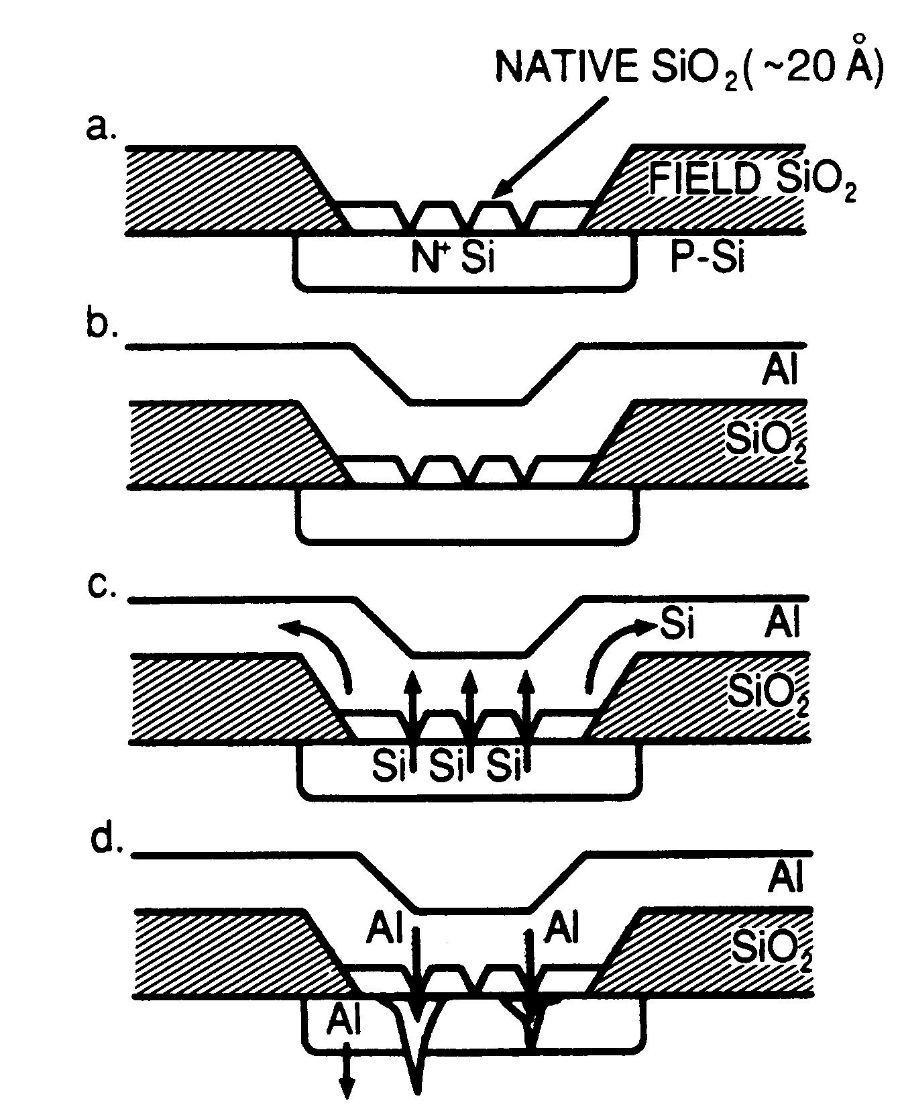 NATIVE SiO₂(~20 Å)
a.
FIELD SiO₂
N⁺ Si P-Si
b.
Al
SiO₂
c.
Si Al
SiO₂
Si Si Si
d.
Al
Al Al
SiO₂
Al